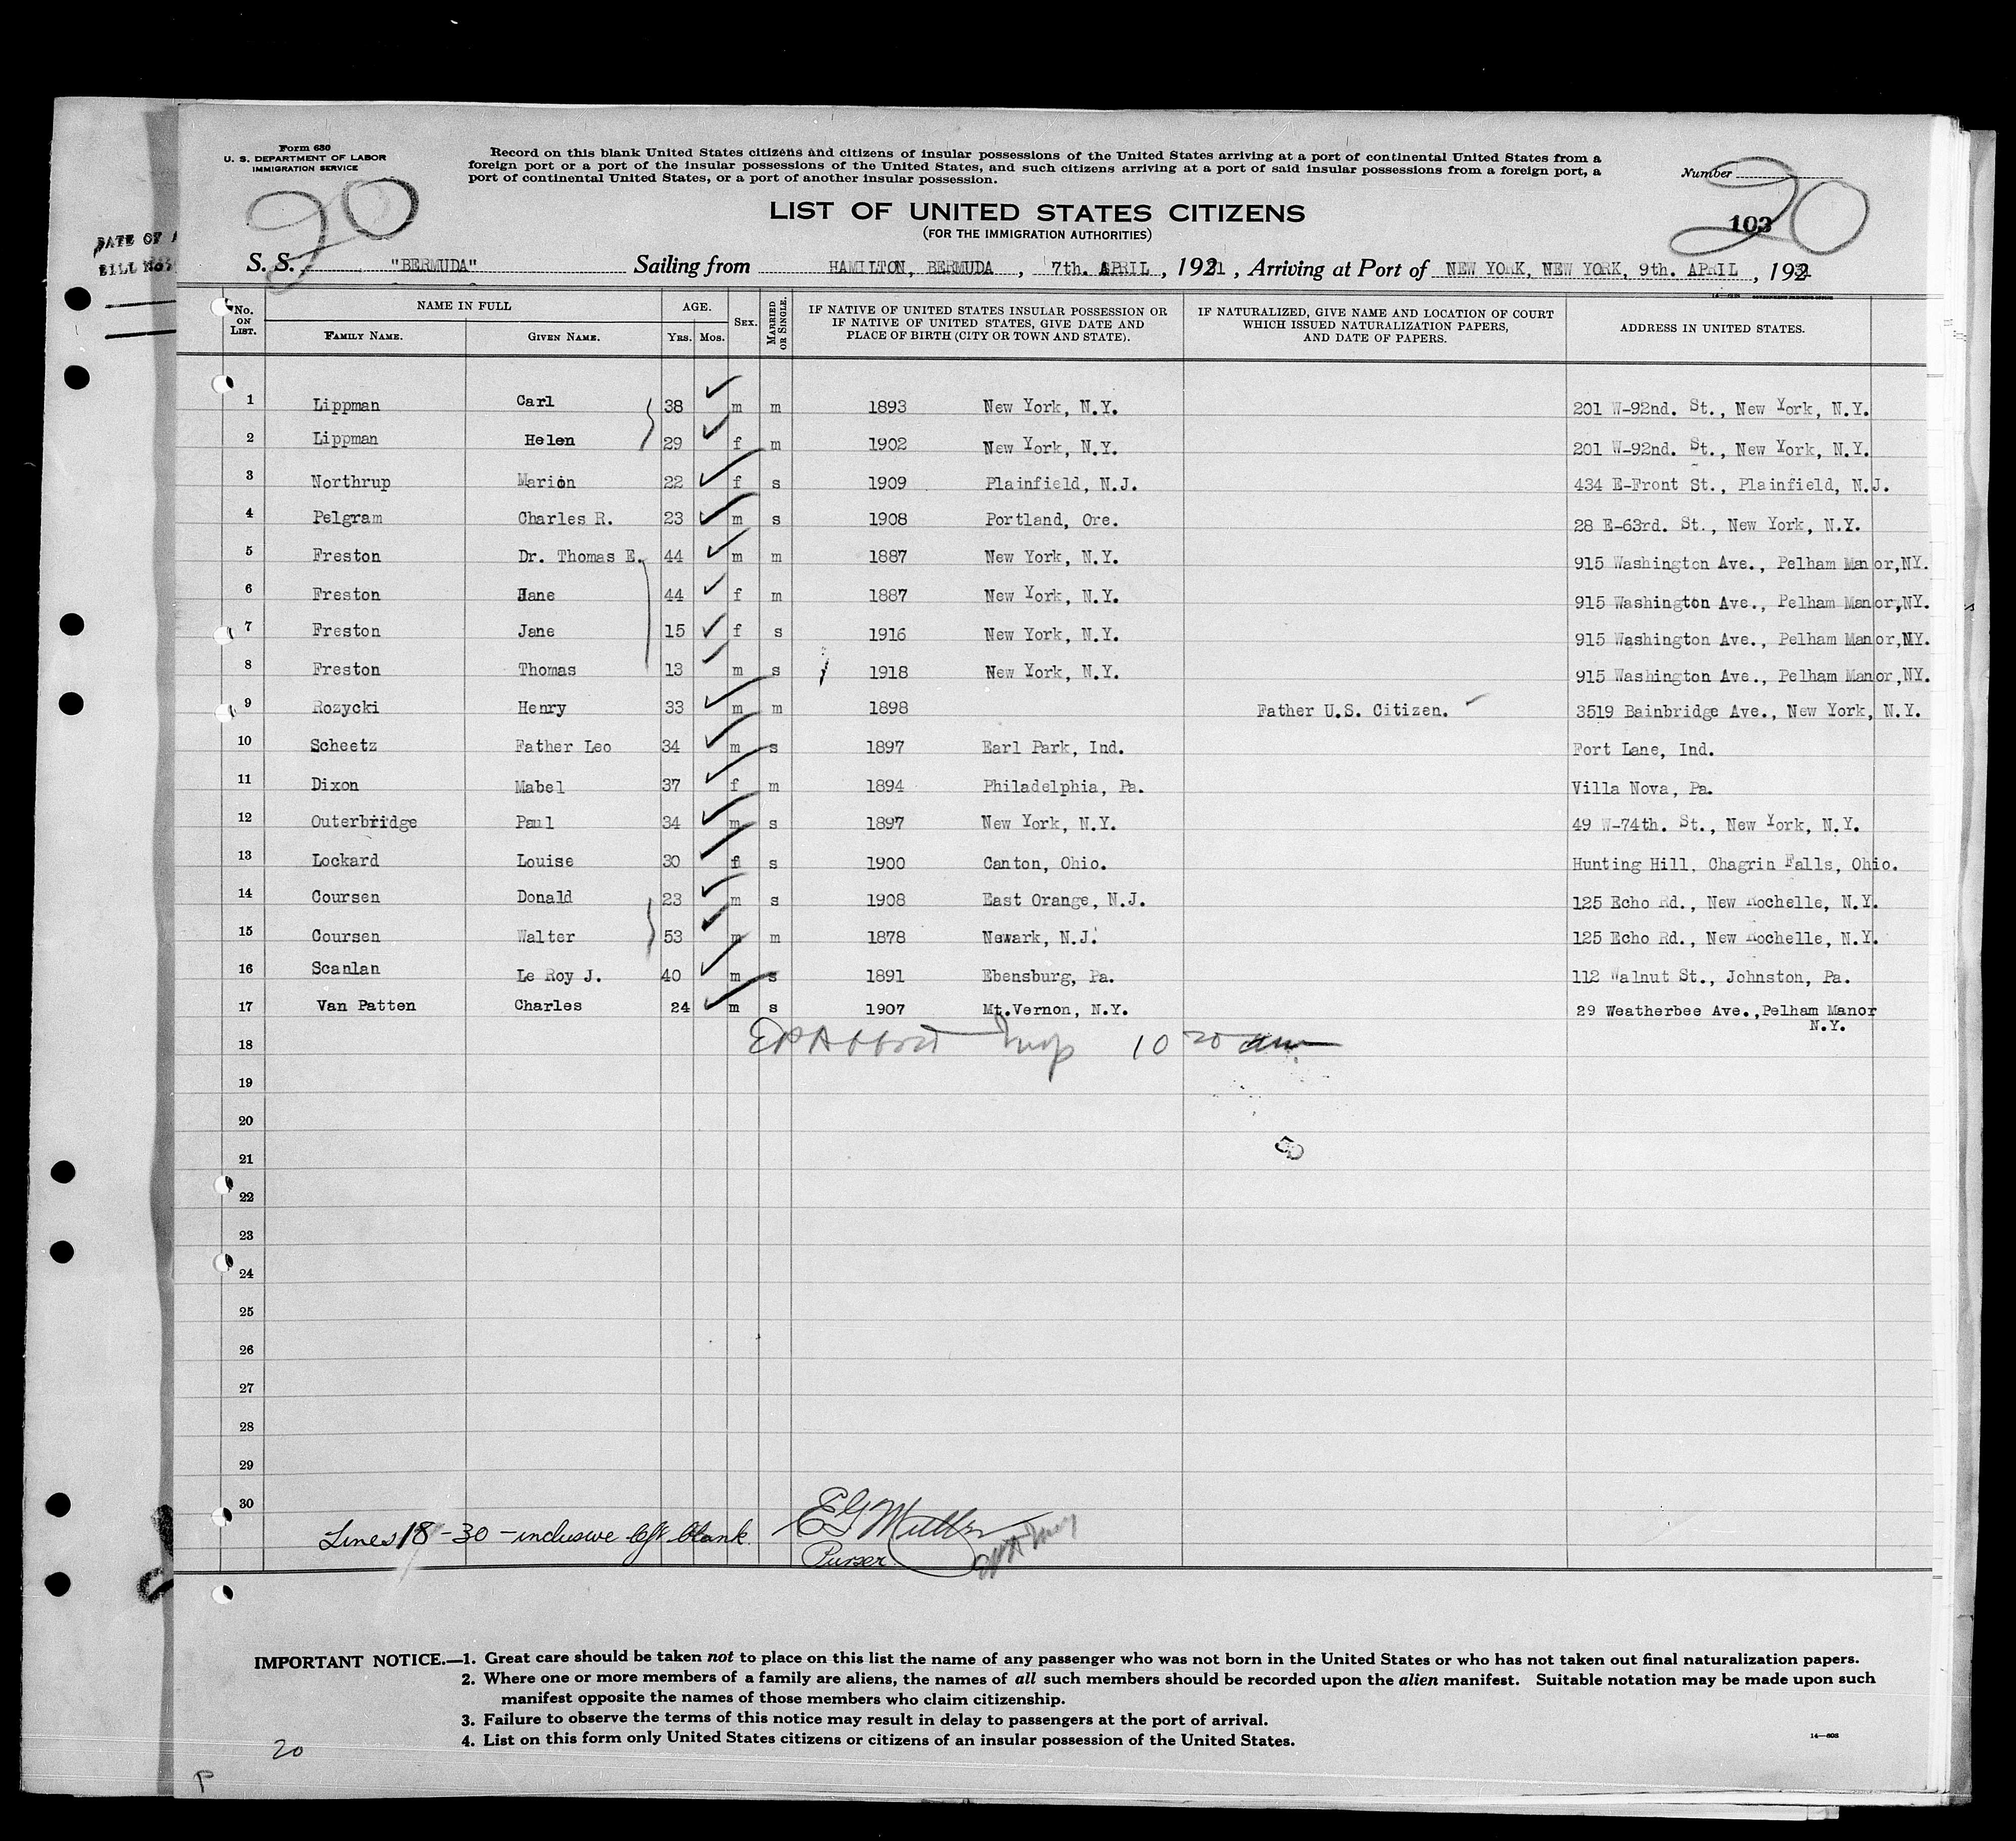 Form 630
U. S. DEPARTMENT OF LABOR
IMMIGRATION SERVICE
Record on this blank United States citizens and citizens of insular possessions of the United States arriving at a port of continental United States from a
foreign port or a port of the insular possessions of the United States, and such citizens arriving at a port of said insular possessions from a foreign port, a
port of continental United States, or a port of another insular possession.
Number
20
20
103
LIST OF UNITED STATES CITIZENS
(FOR THE IMMIGRATION AUTHORITIES)
DATE OF
BILL No.
S. S. "BERMUDA" Sailing from HAMILTON, BERMUDA, 7th. APRIL, 1931, Arriving at Port of NEW YORK, NEW YORK, 9th. APRIL, 193
No. ON LIST. NAME IN FULL FAMILY NAME. GIVEN NAME. AGE. YRS. MOS. SEX. MARRIED OR SINGLE. IF NATIVE OF UNITED STATES INSULAR POSSESSION OR IF NATIVE OF UNITED STATES, GIVE DATE AND PLACE OF BIRTH (CITY OR TOWN AND STATE). IF NATURALIZED, GIVE NAME AND LOCATION OF COURT WHICH ISSUED NATURALIZATION PAPERS, AND DATE OF PAPERS. ADDRESS IN UNITED STATES.
1 Lippman Carl 38 m m 1893 New York, N.Y. 201 W-92nd. St., New York, N.Y.
2 Lippman Helen 29 f m 1902 New York, N.Y. 201 W-92nd. St., New York, N.Y.
3 Northrup Marion 22 f s 1909 Plainfield, N.J. 434 E-Front St., Plainfield, N.J.
4 Pelgram Charles R. 23 m s 1908 Portland, Ore. 28 E-63rd. St., New York, N.Y.
5 Freston Dr. Thomas E. 44 m m 1887 New York, N.Y. 915 Washington Ave., Pelham Manor,NY.
6 Freston Jane 44 f m 1887 New York, N.Y. 915 Washington Ave., Pelham Manor,NY.
7 Freston Jane 15 f s 1916 New York, N.Y. 915 Washington Ave., Pelham Manor,NY.
8 Freston Thomas 13 m s 1918 New York, N.Y. 915 Washington Ave., Pelham Manor,NY.
9 Rozycki Henry 33 m m 1898 Father U.S. Citizen. 3519 Bainbridge Ave., New York, N.Y.
10 Scheetz Father Leo 34 m s 1897 Earl Park, Ind. Fort Lane, Ind.
11 Dixon Mabel 37 f m 1894 Philadelphia, Pa. Villa Nova, Pa.
12 Outerbridge Paul 34 m s 1897 New York, N.Y. 49 W-74th. St., New York, N.Y.
13 Lockard Louise 30 f s 1900 Canton, Ohio. Hunting Hill, Chagrin Falls, Ohio.
14 Coursen Donald 23 m s 1908 East Orange, N.J. 125 Echo Rd., New Rochelle, N.Y.
15 Coursen Walter 53 m m 1878 Newark, N.J. 125 Echo Rd., New Rochelle, N.Y.
16 Scanlan Le Roy J. 40 m s 1891 Ebensburg, Pa. 112 Walnut St., Johnston, Pa.
17 Van Patten Charles 24 m s 1907 Mt.Vernon, N.Y. 29 Weatherbee Ave.,Pelham Manor
N.Y.
18 Insp 10 20 am
19
20
21
22
23
24
25
26
27
28
29
30
Lines 18-30-inclusive left blank.
Purser
IMPORTANT NOTICE.—1. Great care should be taken not to place on this list the name of any passenger who was not born in the United States or who has not taken out final naturalization papers.
2. Where one or more members of a family are aliens, the names of all such members should be recorded upon the alien manifest. Suitable notation may be made upon such
manifest opposite the names of those members who claim citizenship.
3. Failure to observe the terms of this notice may result in delay to passengers at the port of arrival.
4. List on this form only United States citizens or citizens of an insular possession of the United States.
20
P